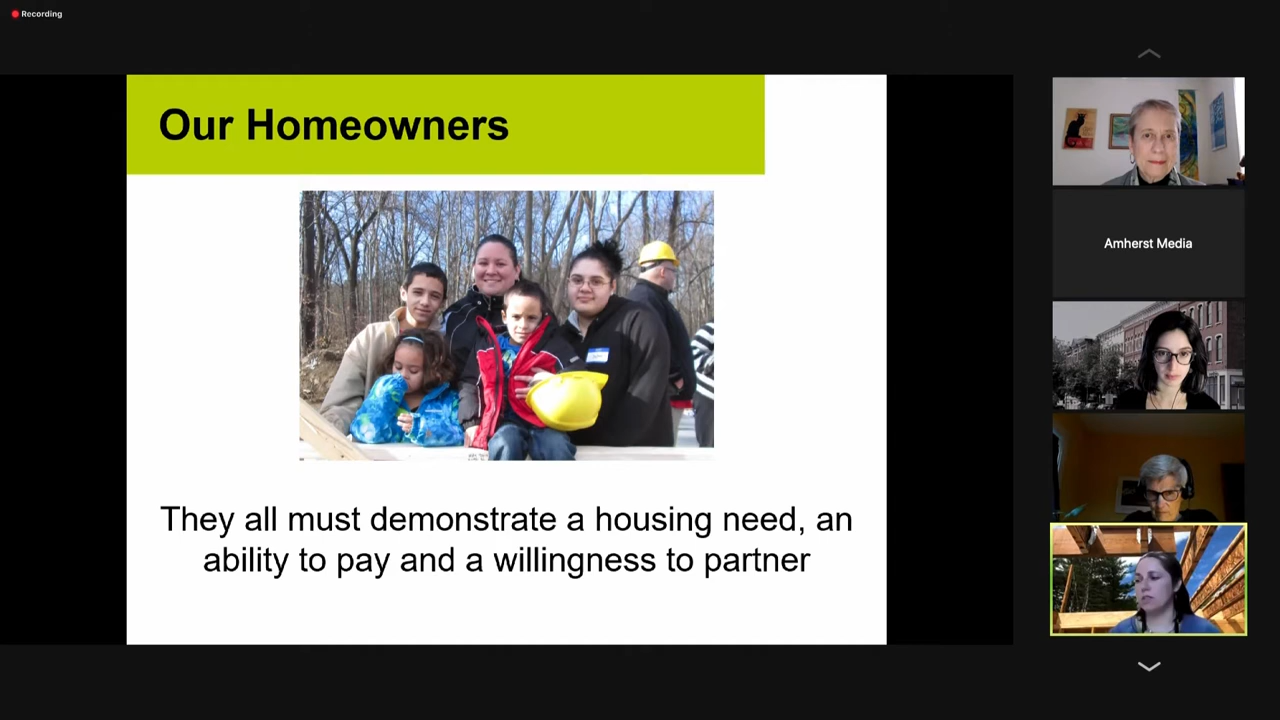 Recording
Our Homeowners
They all must demonstrate a housing need, an
ability to pay and a willingness to partner
Amherst Media